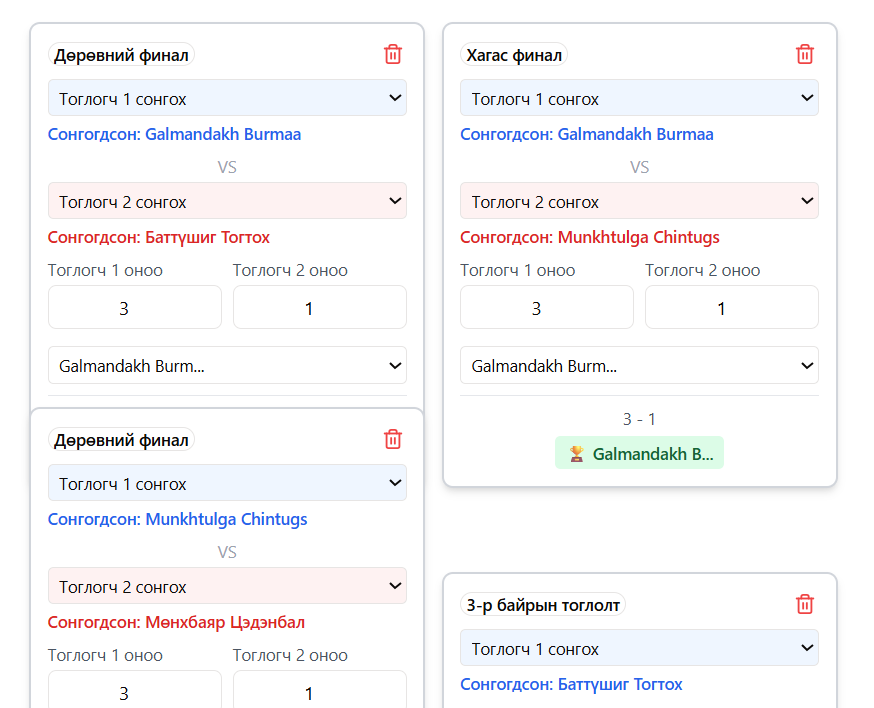 Дөрөвний финал
Тоглогч 1 сонгох
Сонгогдсон: Galmandakh Burmaa
VS
Тоглогч 2 сонгох
Сонгогдсон: Баттүшиг Тогтох
Тоглогч 1 оноо Тоглогч 2 оноо
3 1
Galmandakh Burm...
Дөрөвний финал
Тоглогч 1 сонгох
Сонгогдсон: Munkhtulga Chintugs
VS
Тоглогч 2 сонгох
Сонгогдсон: Мөнхбаяр Цэдэнбал
Тоглогч 1 оноо Тоглогч 2 оноо
3 1
Хагас финал
Тоглогч 1 сонгох
Сонгогдсон: Galmandakh Burmaa
VS
Тоглогч 2 сонгох
Сонгогдсон: Munkhtulga Chintugs
Тоглогч 1 оноо Тоглогч 2 оноо
3 1
Galmandakh Burm...
3 - 1
Galmandakh B...
3-р байрын тоглолт
Тоглогч 1 сонгох
Сонгогдсон: Баттүшиг Тогтох